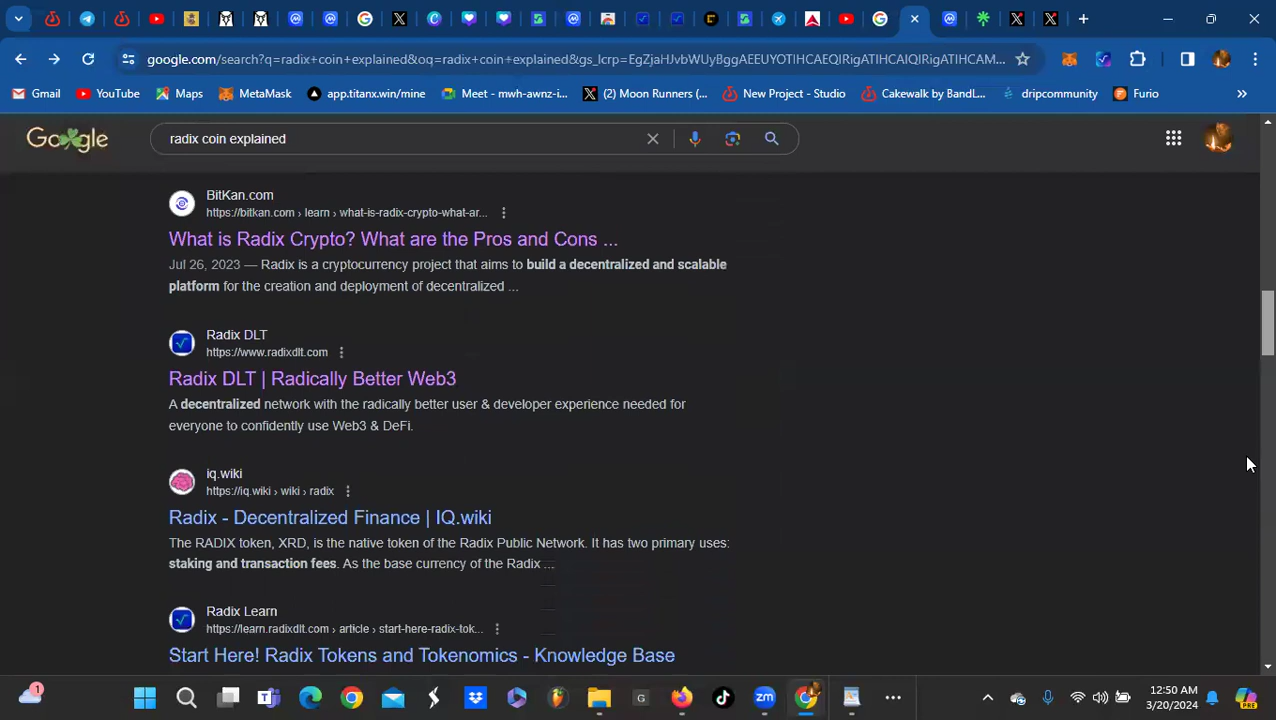 google.com/search?q=radix+coin+explained&oq=radix+coin+explained&gs_lcrp=EgZjaHJvbWUyBggAEEUYOTIHCAEQIRigATIHCAIQIRigATIHCAM...
Gmail YouTube Maps MetaMask app.titanx.win/mine Meet - mwh-awnz-i... (2) Moon Runners (... New Project - Studio Cakewalk by BandL... dripcommunity Furio
Google radix coin explained
BitKan.com
https://bitkan.com › learn › what-is-radix-crypto-what-ar...
What is Radix Crypto? What are the Pros and Cons ...
Jul 26, 2023 — Radix is a cryptocurrency project that aims to build a decentralized and scalable
platform for the creation and deployment of decentralized ...
Radix DLT
https://www.radixdlt.com
Radix DLT | Radically Better Web3
A decentralized network with the radically better user & developer experience needed for
everyone to confidently use Web3 & DeFi.
iq.wiki
https://iq.wiki › wiki › radix
Radix - Decentralized Finance | IQ.wiki
The RADIX token, XRD, is the native token of the Radix Public Network. It has two primary uses:
staking and transaction fees. As the base currency of the Radix ...
Radix Learn
https://learn.radixdlt.com › article › start-here-radix-tok...
Start Here! Radix Tokens and Tokenomics - Knowledge Base
1
G
zm
12:50 AM
3/20/2024
PRE